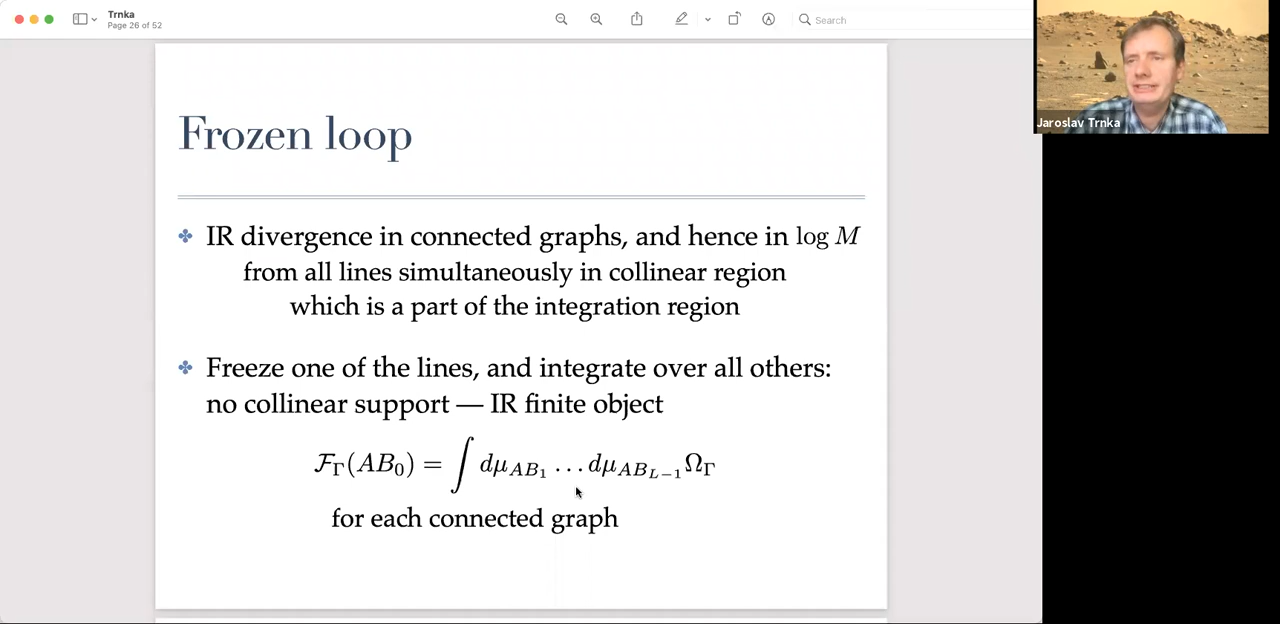 Trnka
Page 26 of 52
Search
Jaroslav Trnka
Frozen loop
IR divergence in connected graphs, and hence in log M
from all lines simultaneously in collinear region
which is a part of the integration region
Freeze one of the lines, and integrate over all others:
no collinear support — IR finite object
𝓕_Γ(AB₀) = ∫ dμ_{AB₁} … dμ_{AB_{L−1}} Ω_Γ
for each connected graph